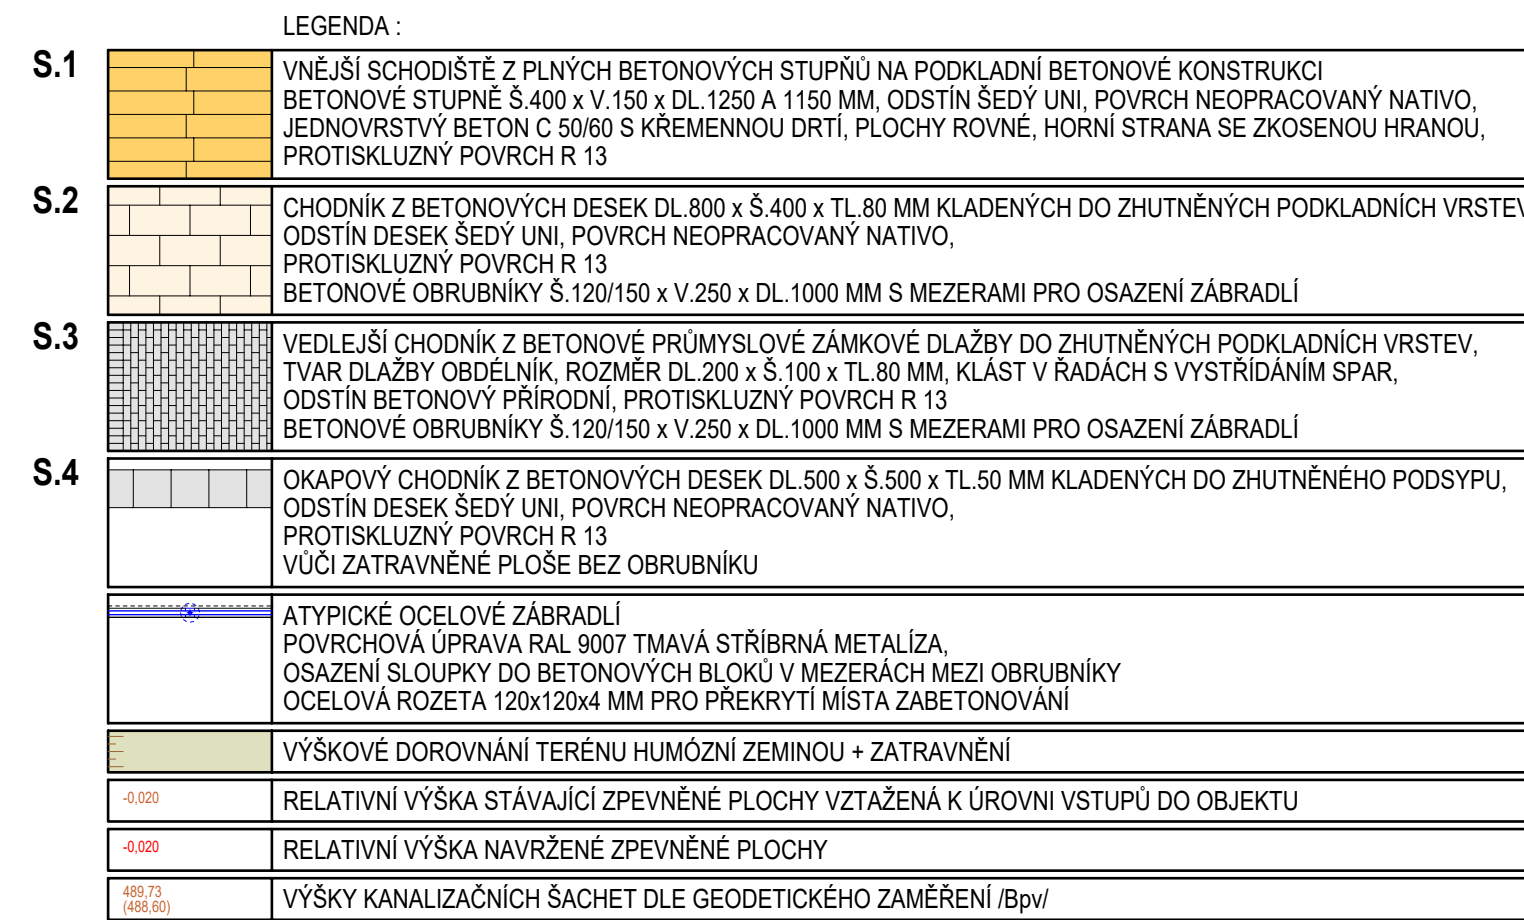 LEGENDA :
S.1
VNĚJŠÍ SCHODIŠTĚ Z PLNÝCH BETONOVÝCH STUPŇŮ NA PODKLADNÍ BETONOVÉ KONSTRUKCI
BETONOVÉ STUPNĚ Š.400 x V.150 x DL.1250 A 1150 MM, ODSTÍN ŠEDÝ UNI, POVRCH NEOPRACOVANÝ NATIVO,
JEDNOVRSTVÝ BETON C 50/60 S KŘEMENNOU DRTÍ, PLOCHY ROVNÉ, HORNÍ STRANA SE ZKOSENOU HRANOU,
PROTISKLUZNÝ POVRCH R 13
S.2
CHODNÍK Z BETONOVÝCH DESEK DL.800 x Š.400 x TL.80 MM KLADENÝCH DO ZHUTNĚNÝCH PODKLADNÍCH VRSTEV
ODSTÍN DESEK ŠEDÝ UNI, POVRCH NEOPRACOVANÝ NATIVO,
PROTISKLUZNÝ POVRCH R 13
BETONOVÉ OBRUBNÍKY Š.120/150 x V.250 x DL.1000 MM S MEZERAMI PRO OSAZENÍ ZÁBRADLÍ
S.3
VEDLEJŠÍ CHODNÍK Z BETONOVÉ PRŮMYSLOVÉ ZÁMKOVÉ DLAŽBY DO ZHUTNĚNÝCH PODKLADNÍCH VRSTEV,
TVAR DLAŽBY OBDÉLNÍK, ROZMĚR DL.200 x Š.100 x TL.80 MM, KLÁST V ŘADÁCH S VYSTŘÍDÁNÍM SPAR,
ODSTÍN BETONOVÝ PŘÍRODNÍ, PROTISKLUZNÝ POVRCH R 13
BETONOVÉ OBRUBNÍKY Š.120/150 x V.250 x DL.1000 MM S MEZERAMI PRO OSAZENÍ ZÁBRADLÍ
S.4
OKAPOVÝ CHODNÍK Z BETONOVÝCH DESEK DL.500 x Š.500 x TL.50 MM KLADENÝCH DO ZHUTNĚNÉHO PODSYPU,
ODSTÍN DESEK ŠEDÝ UNI, POVRCH NEOPRACOVANÝ NATIVO,
PROTISKLUZNÝ POVRCH R 13
VŮČI ZATRAVNĚNÉ PLOŠE BEZ OBRUBNÍKU
ATYPICKÉ OCELOVÉ ZÁBRADLÍ
POVRCHOVÁ ÚPRAVA RAL 9007 TMAVÁ STŘÍBRNÁ METALÍZA,
OSAZENÍ SLOUPKY DO BETONOVÝCH BLOKŮ V MEZERÁCH MEZI OBRUBNÍKY
OCELOVÁ ROZETA 120x120x4 MM PRO PŘEKRYTÍ MÍSTA ZABETONOVÁNÍ
VÝŠKOVÉ DOROVNÁNÍ TERÉNU HUMÓZNÍ ZEMINOU + ZATRAVNĚNÍ
-0,020
RELATIVNÍ VÝŠKA STÁVAJÍCÍ ZPEVNĚNÉ PLOCHY VZTAŽENÁ K ÚROVNI VSTUPŮ DO OBJEKTU
-0,020
RELATIVNÍ VÝŠKA NAVRŽENÉ ZPEVNĚNÉ PLOCHY
489,73
(488,60)
VÝŠKY KANALIZAČNÍCH ŠACHET DLE GEODETICKÉHO ZAMĚŘENÍ /Bpv/